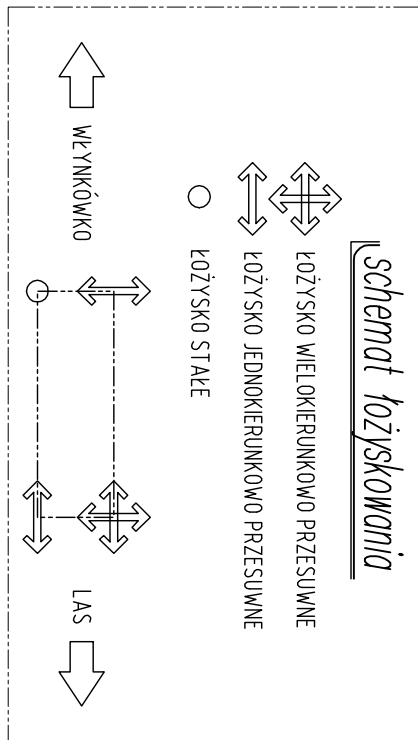 schemat łożyskowania
ŁOŻYSKO WIELOKIERUNKOWO PRZESUWNE
ŁOŻYSKO JEDNOKIERUNKOWO PRZESUWNE
ŁOŻYSKO STAŁE
WŁYNKÓWKO
LAS